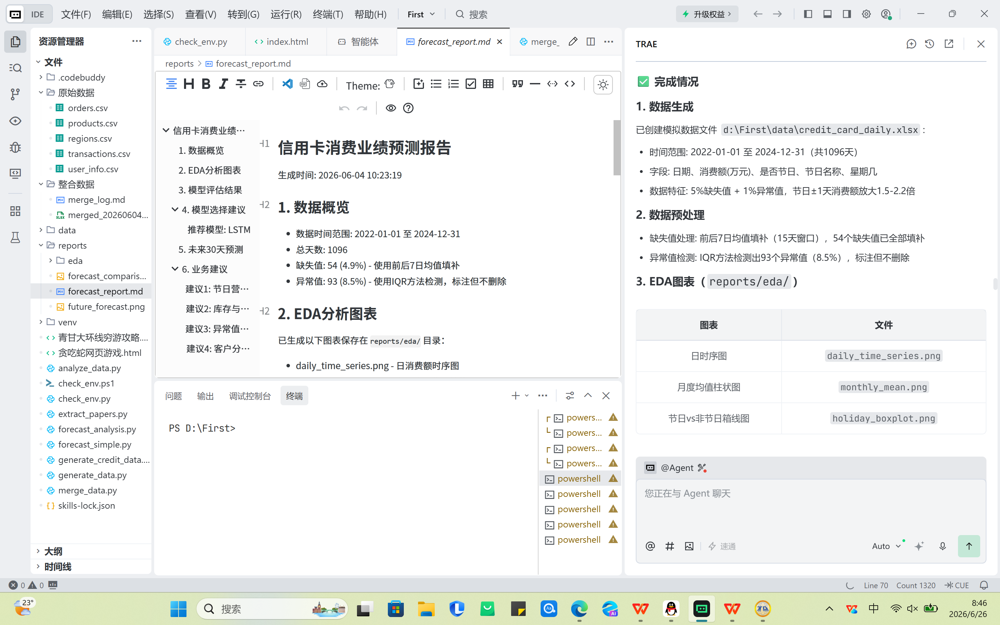 IDE 文件(F) 编辑(E) 选择(S) 查看(V) 转到(G) 运行(R) 终端(T) 帮助(H) First 搜索 升级权益
资源管理器
文件
.codebuddy
原始数据
orders.csv
products.csv
regions.csv
transactions.csv
user_info.csv
整合数据
merge_log.md
merged_20260604...
data
reports
eda
forecast_comparis...
forecast_report.md
future_forecast.png
venv
青甘大环线穷游攻略....
贪吃蛇网页游戏.html
analyze_data.py
check_env.ps1
check_env.py
extract_papers.py
forecast_analysis.py
forecast_simple.py
generate_credit_data....
generate_data.py
merge_data.py
skills-lock.json
大纲
时间线
check_env.py index.html 智能体 forecast_report.md merge_
reports > forecast_report.md
Theme:
信用卡消费业绩…
1. 数据概览
2. EDA分析图表
3. 模型评估结果
4. 模型选择建议
推荐模型: LSTM
5. 未来30天预测
6. 业务建议
建议1: 节日营…
建议2: 库存与…
建议3: 异常值…
建议4: 客户分…
H1 信用卡消费业绩预测报告
生成时间: 2026-06-04 10:23:19
H2 1. 数据概览
• 数据时间范围: 2022-01-01 至 2024-12-31
• 总天数: 1096
• 缺失值: 54 (4.9%) - 使用前后7日均值填补
• 异常值: 93 (8.5%) - 使用IQR方法检测，标注但不删除
H2 2. EDA分析图表
已生成以下图表保存在 reports/eda/ 目录：
• daily_time_series.png - 日消费额时序图
问题 输出 调试控制台 终端
PS D:\First>
powers...
powers...
powers...
powers...
powershell
powershell
powershell
powershell
powershell
TRAE
✅ 完成情况
1. 数据生成
已创建模拟数据文件 d:\First\data\credit_card_daily.xlsx :
• 时间范围: 2022-01-01 至 2024-12-31（共1096天）
• 字段: 日期、消费额(万元)、是否节日、节日名称、星期几
• 数据特征: 5%缺失值 + 1%异常值，节日±1天消费额放大1.5-2.2倍
2. 数据预处理
• 缺失值处理: 前后7日均值填补（15天窗口），54个缺失值已全部填补
• 异常值检测: IQR方法检测出93个异常值（8.5%），标注但不删除
3. EDA图表（ reports/eda/ ）
图表 文件
日时序图 daily_time_series.png
月度均值柱状图 monthly_mean.png
节日vs非节日箱线图 holiday_boxplot.png
@Agent
您正在与 Agent 聊天
速通 Auto
0 0 Line 70 Count 1320 CUE
23° 搜索 中 8:46
2026/6/26